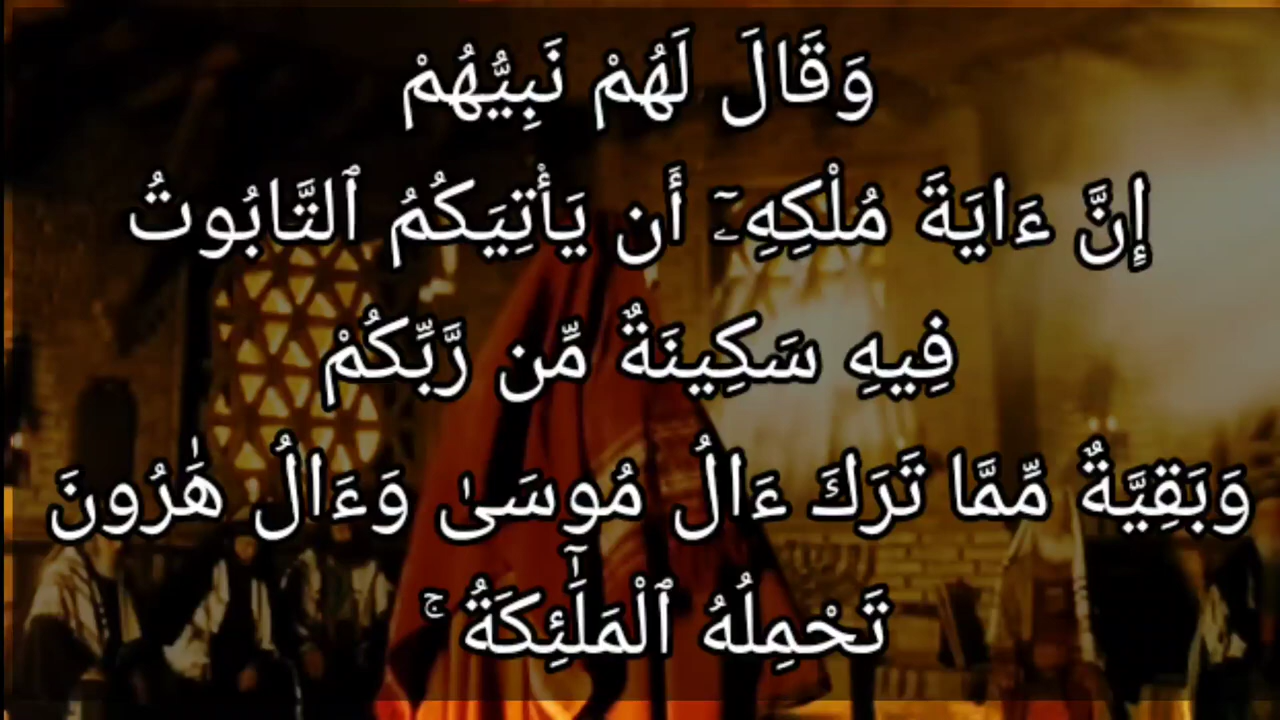 وَقَالَ لَهُمْ نَبِيُّهُمْ
إِنَّ ءَايَةَ مُلْكِهِۦٓ أَن يَأْتِيَكُمُ ٱلتَّابُوتُ
فِيهِ سَكِينَةٌ مِّن رَّبِّكُمْ
وَبَقِيَّةٌ مِّمَّا تَرَكَ ءَالُ مُوسَىٰ وَءَالُ هَٰرُونَ
تَحْمِلُهُ ٱلْمَلَٰٓئِكَةُ ۚ